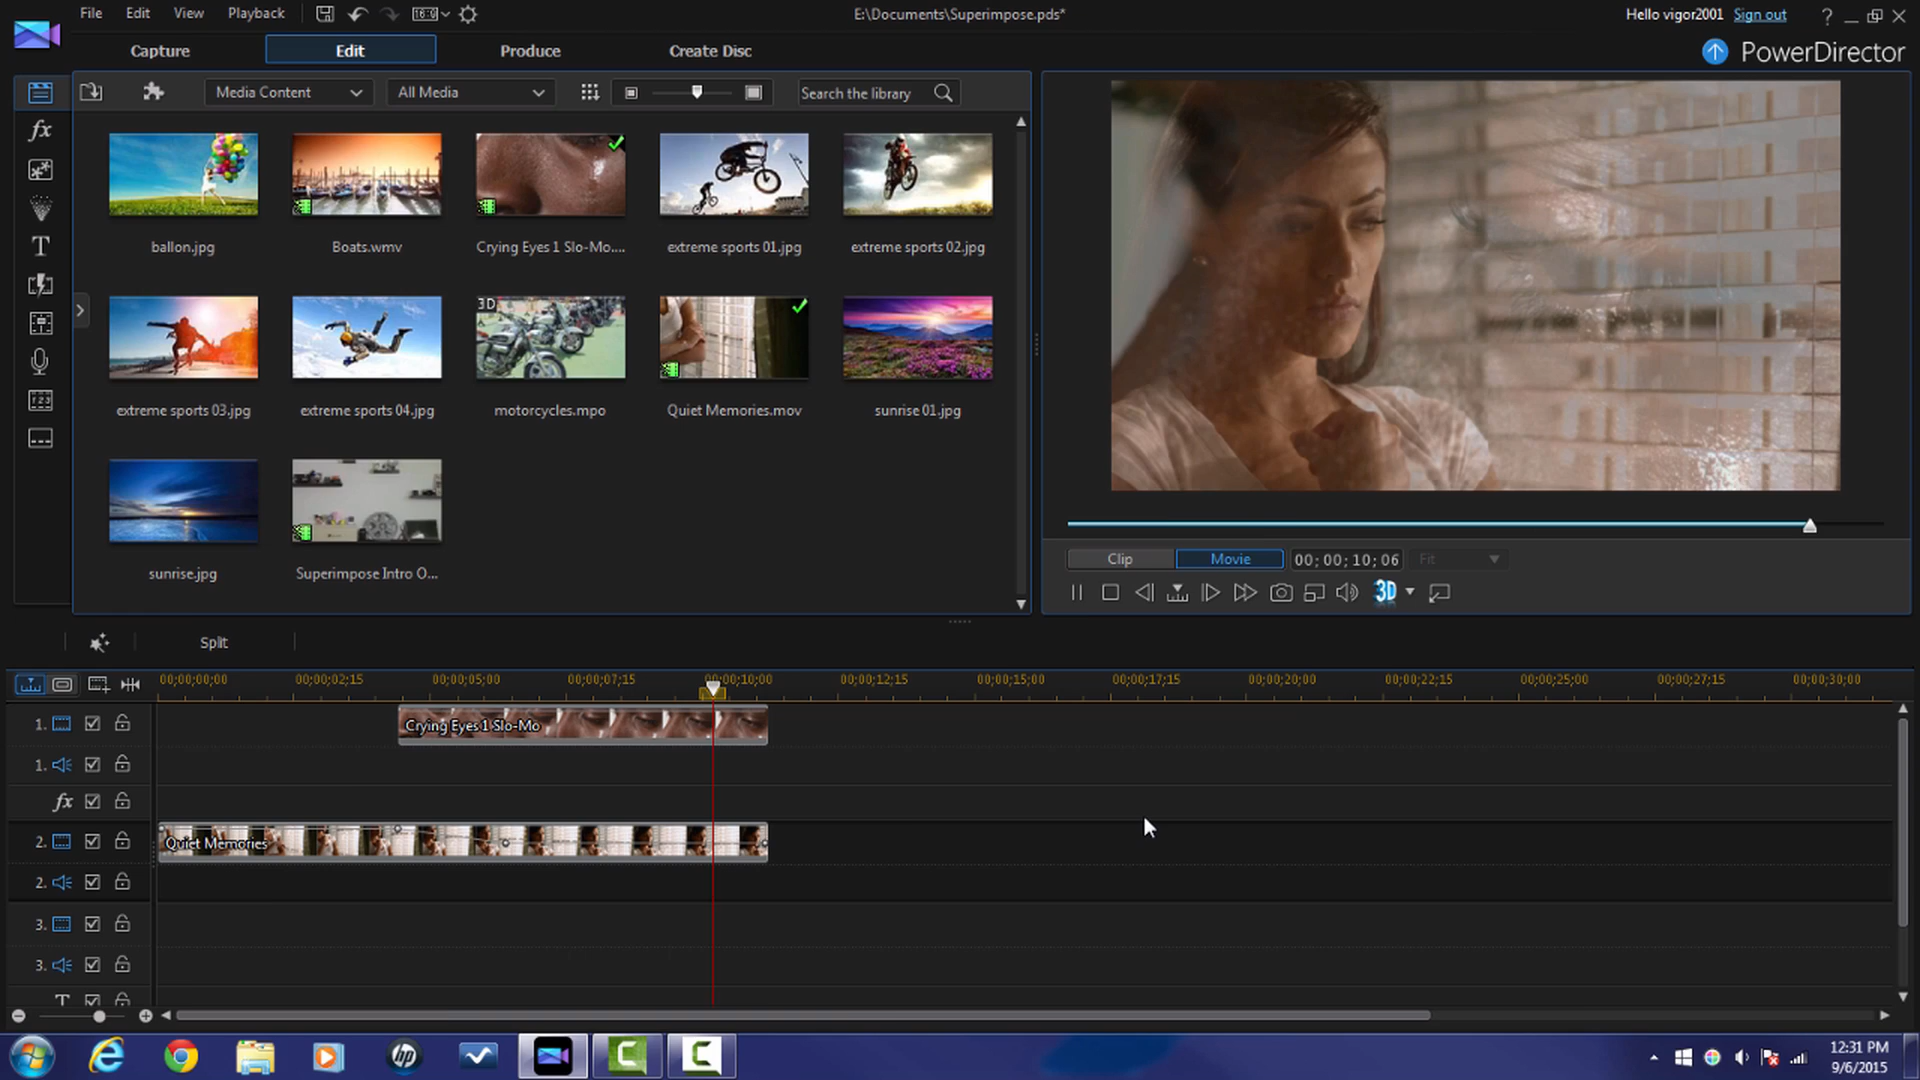 File Edit View Playback 16:9 E:\Documents\Superimpose.pds* Hello vigor2001 Sign out ?
Capture Edit Produce Create Disc PowerDirector
Media Content All Media Search the library
fx
ballon.jpg Boats.wmv Crying Eyes 1 Slo-Mo.... extreme sports 01.jpg extreme sports 02.jpg
T
3D
extreme sports 03.jpg extreme sports 04.jpg motorcycles.mpo Quiet Memories.mov sunrise 01.jpg
sunrise.jpg Superimpose Intro O...
Clip Movie 00; 00; 10; 06 Fit
3D
Split
00;00;00;00 00;00;02;15 00;00;05;00 00;00;07;15 00;00;10;00 00;00;12;15 00;00;15;00 00;00;17;15 00;00;20;00 00;00;22;15 00;00;25;00 00;00;27;15 00;00;30;00
1. Crying Eyes 1 Slo-Mo
1.
fx
2. Quiet Memories
2.
3.
3.
T
hp
12:31 PM
9/6/2015